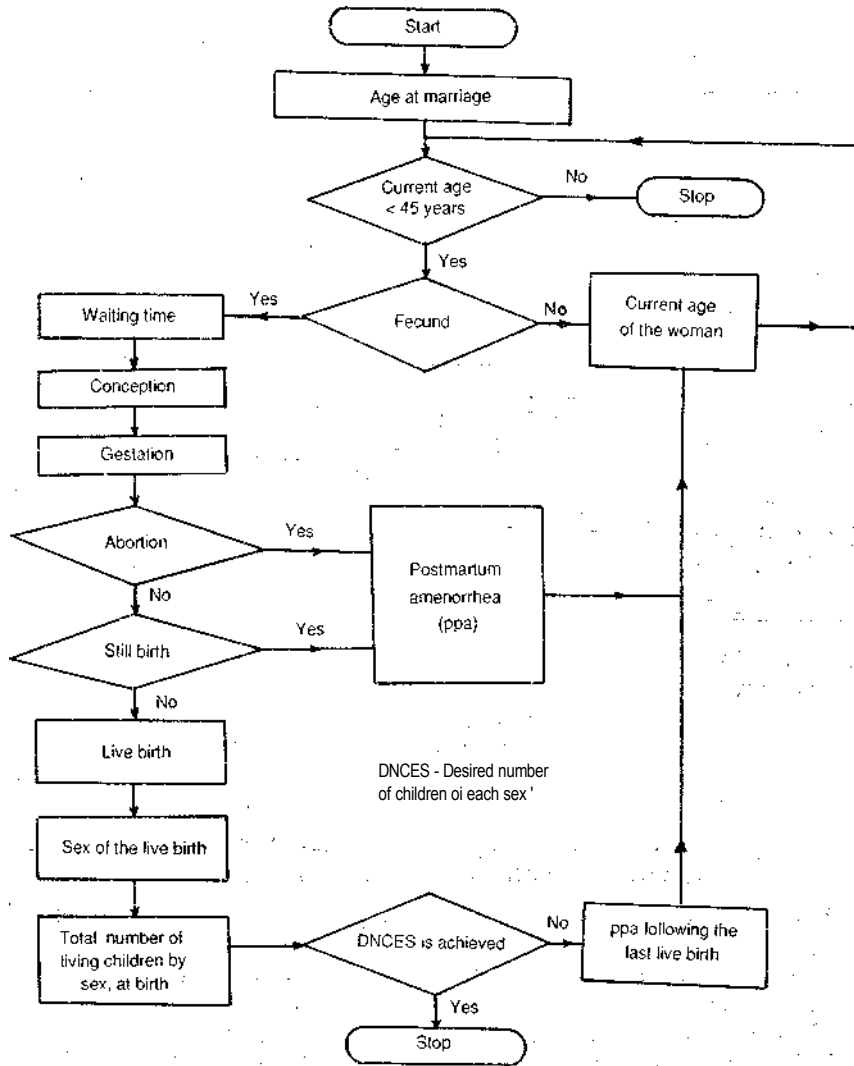 Start
Age at marriage
Current age
< 45 years
No
Stop
Yes
Fecund
Yes
No
Waiting time
Current age
of the woman
Conception
Gestation
Abortion
Yes
No
Postmartum
amenorrhea
(ppa)
Still birth
Yes
No
Live birth
DNCES - Desired number
of children oi each sex '
Sex of the live birth
Total number of
living children by
sex, at birth
DNCES is achieved
No
ppa following the
last live birth
Yes
Stop